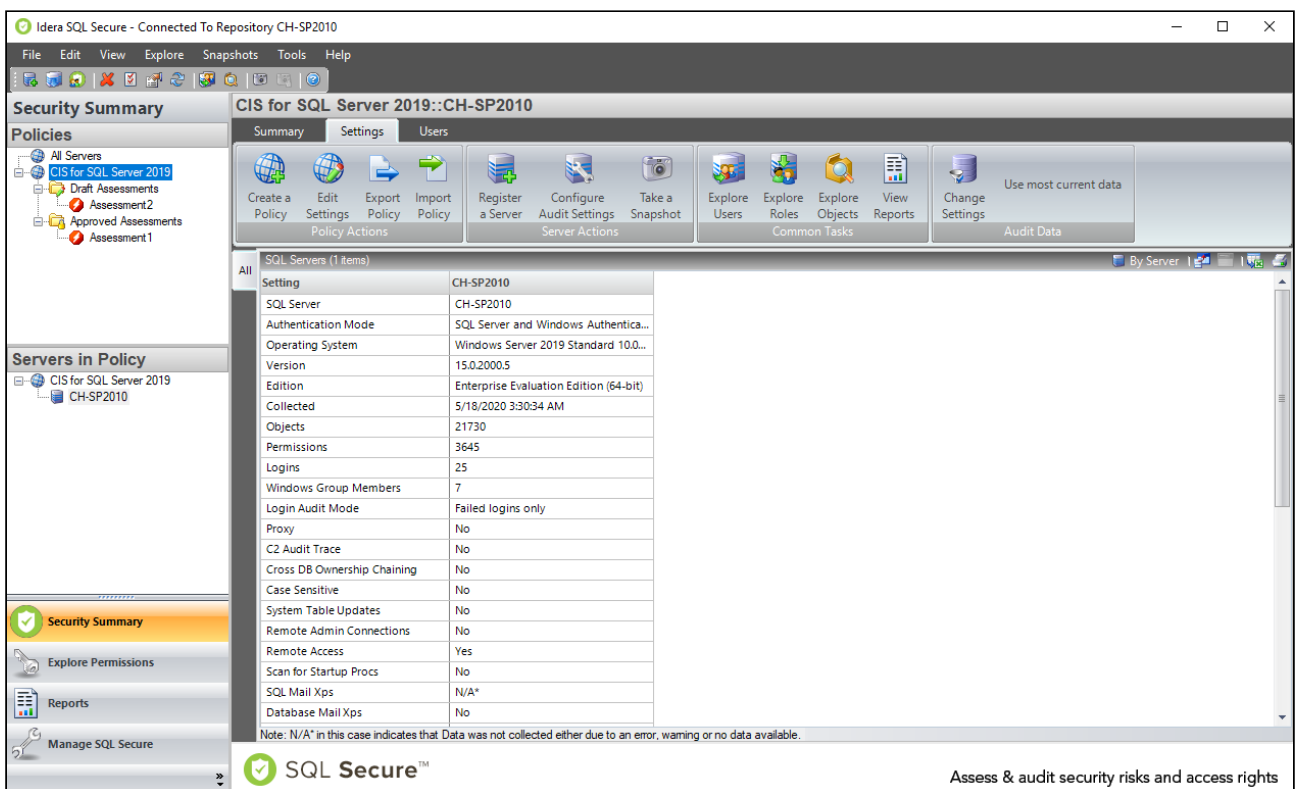 Idera SQL Secure - Connected To Repository CH-SP2010
File Edit View Explore Snapshots Tools Help
Security Summary
Policies
All Servers
CIS for SQL Server 2019
Draft Assessments
Assessment2
Approved Assessments
Assessment1
Servers in Policy
CIS for SQL Server 2019
CH-SP2010
Security Summary
Explore Permissions
Reports
Manage SQL Secure
CIS for SQL Server 2019::CH-SP2010
Summary Settings Users
Create a Policy
Edit Settings
Export Policy
Import Policy
Policy Actions
Register a Server
Configure Audit Settings
Take a Snapshot
Server Actions
Explore Users
Explore Roles
Explore Objects
View Reports
Common Tasks
Change Settings
Use most current data
Audit Data
All
SQL Servers (1 items)
By Server
Setting CH-SP2010
SQL Server CH-SP2010
Authentication Mode SQL Server and Windows Authentica...
Operating System Windows Server 2019 Standard 10.0...
Version 15.0.2000.5
Edition Enterprise Evaluation Edition (64-bit)
Collected 5/18/2020 3:30:34 AM
Objects 21730
Permissions 3645
Logins 25
Windows Group Members 7
Login Audit Mode Failed logins only
Proxy No
C2 Audit Trace No
Cross DB Ownership Chaining No
Case Sensitive No
System Table Updates No
Remote Admin Connections No
Remote Access Yes
Scan for Startup Procs No
SQL Mail Xps N/A*
Database Mail Xps No
Note: N/A* in this case indicates that Data was not collected either due to an error, warning or no data available.
SQL Secure™
Assess & audit security risks and access rights